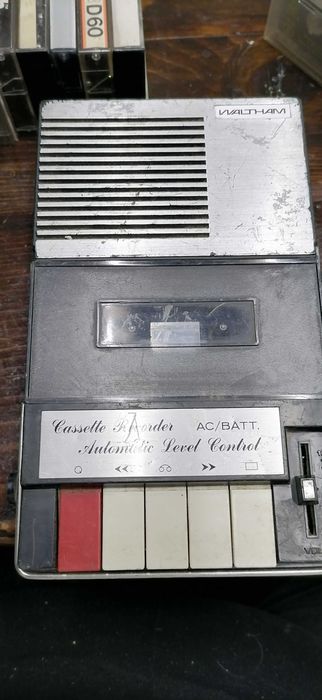 D60
WALTHAM
Cassette Recorder AC/BATT.
Automatic Level Control